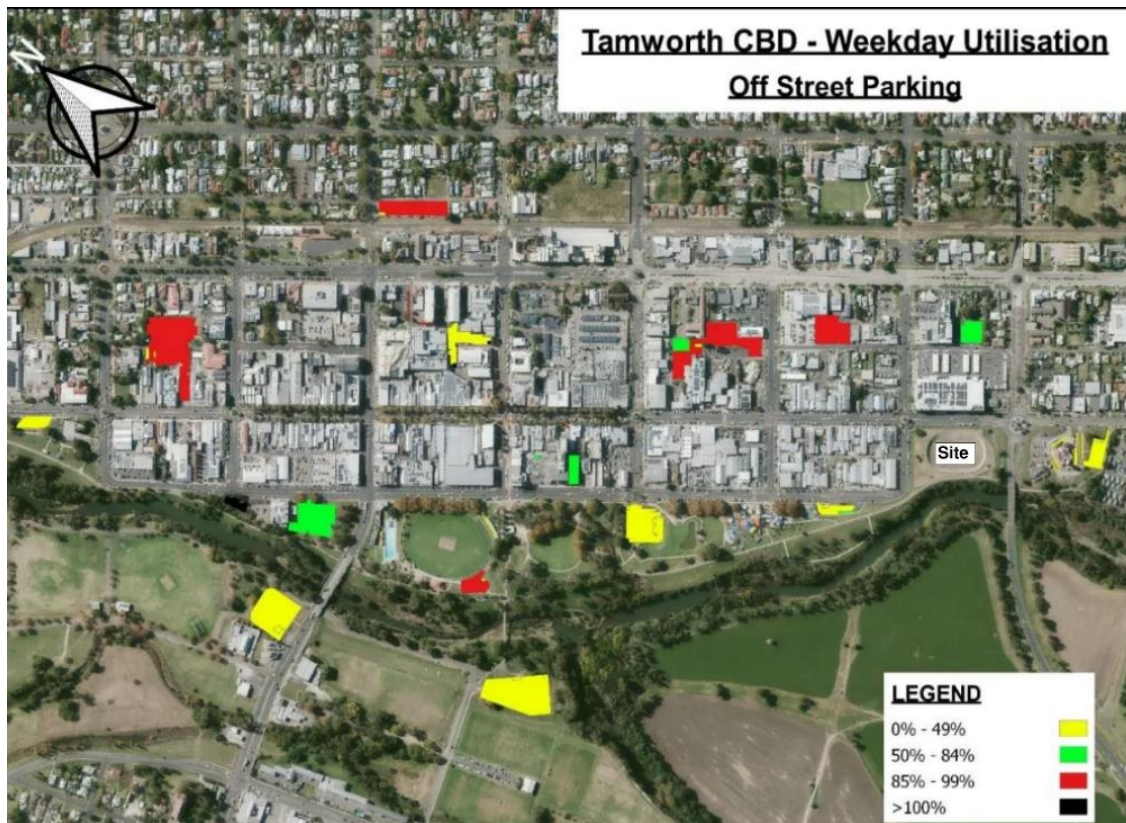 N
Tamworth CBD - Weekday Utilisation
Off Street Parking
Site
LEGEND
0% - 49%
50% - 84%
85% - 99%
>100%